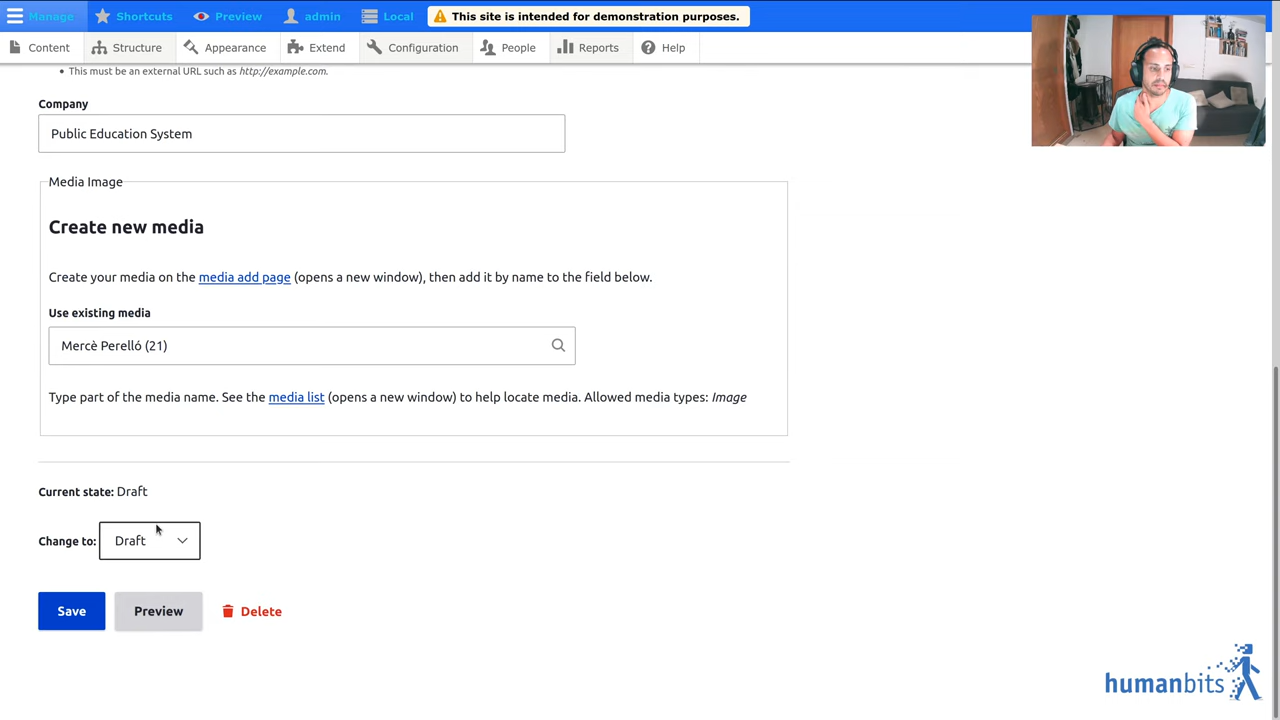 Manage Shortcuts Preview admin Local This site is intended for demonstration purposes.
Content Structure Appearance Extend Configuration People Reports Help
This must be an external URL such as http://example.com.
Company
Public Education System
Media Image
Create new media
Create your media on the media add page (opens a new window), then add it by name to the field below.
Use existing media
Mercè Perelló (21)
Type part of the media name. See the media list (opens a new window) to help locate media. Allowed media types: Image
Current state: Draft
Change to: Draft
Save Preview Delete
humanbits